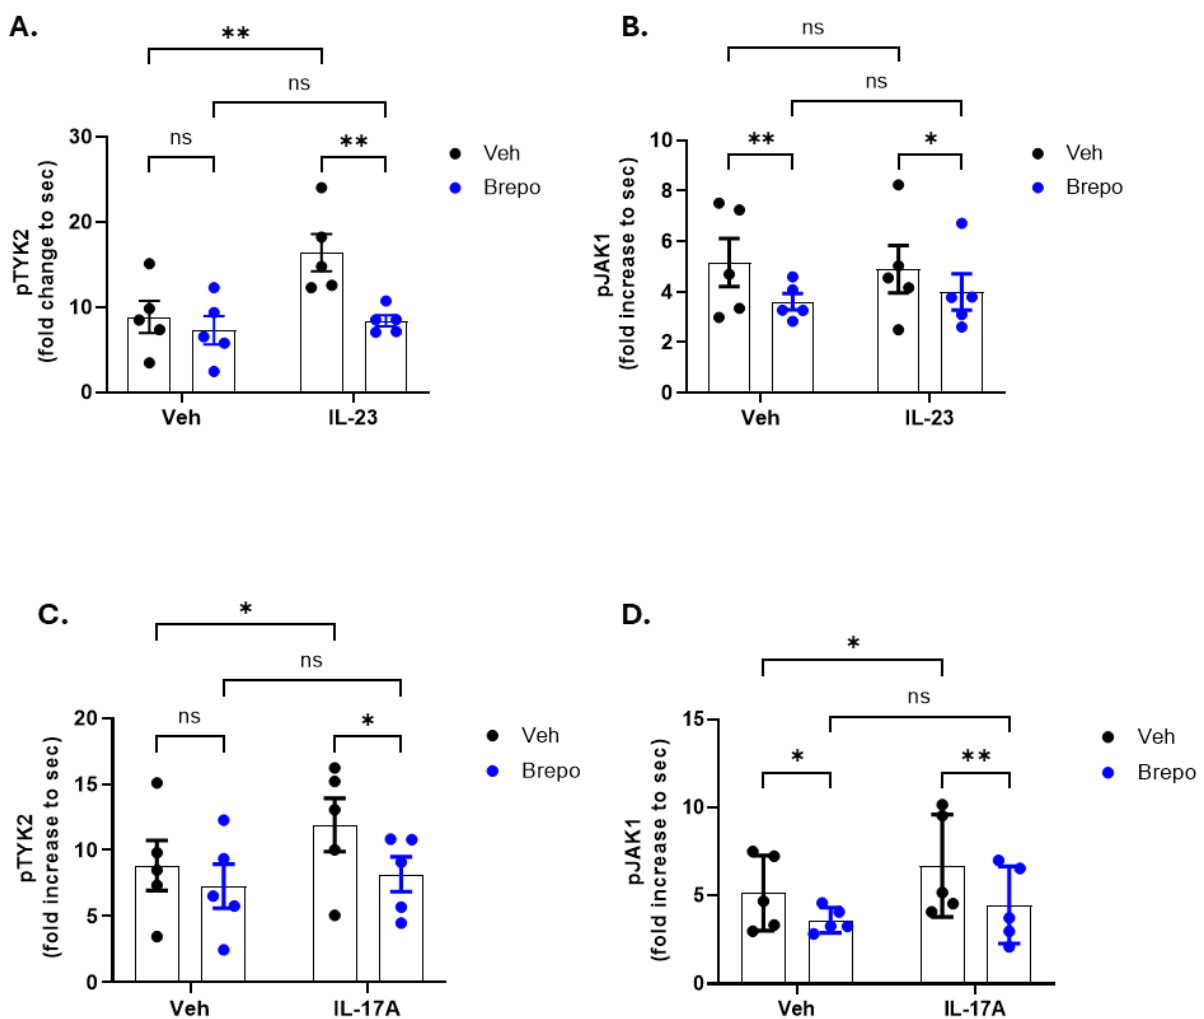 A.
**
ns
ns
**
30
20
10
0
pTYK2
(fold change to sec)
Veh
IL-23
Veh
Brepo
B.
ns
ns
**
*
10
8
6
4
2
0
pJAK1
(fold increase to sec)
Veh
IL-23
Veh
Brepo
C.
*
ns
ns
*
20
15
10
5
0
pTYK2
(fold increase to sec)
Veh
IL-17A
Veh
Brepo
D.
*
ns
*
**
15
10
5
0
pJAK1
(fold increase to sec)
Veh
IL-17A
Veh
Brepo